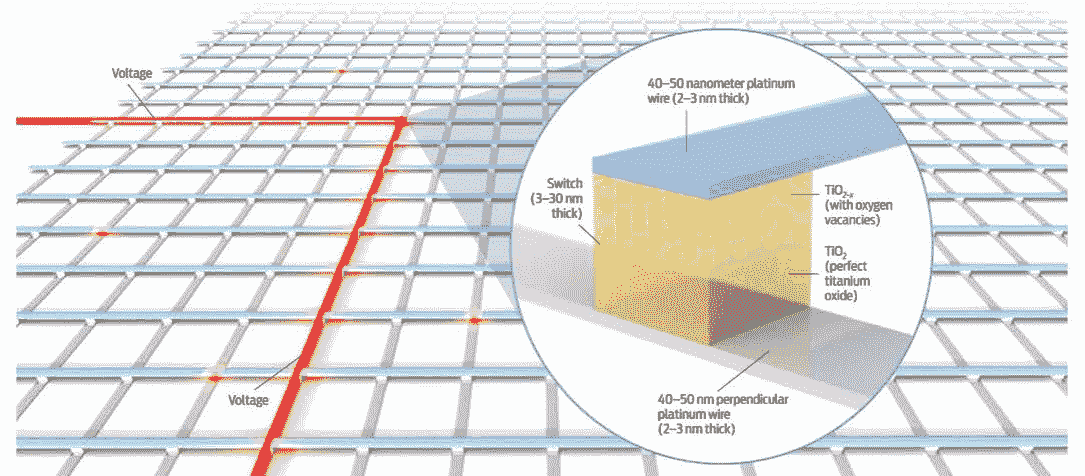 Voltage
40–50 nanometer platinum
wire (2–3 nm thick)
Switch
(3–30 nm
thick)
TiO2-x
(with oxygen
vacancies)
TiO2
(perfect
titanium
oxide)
Voltage
40–50 nm perpendicular
platinum wire
(2–3 nm thick)